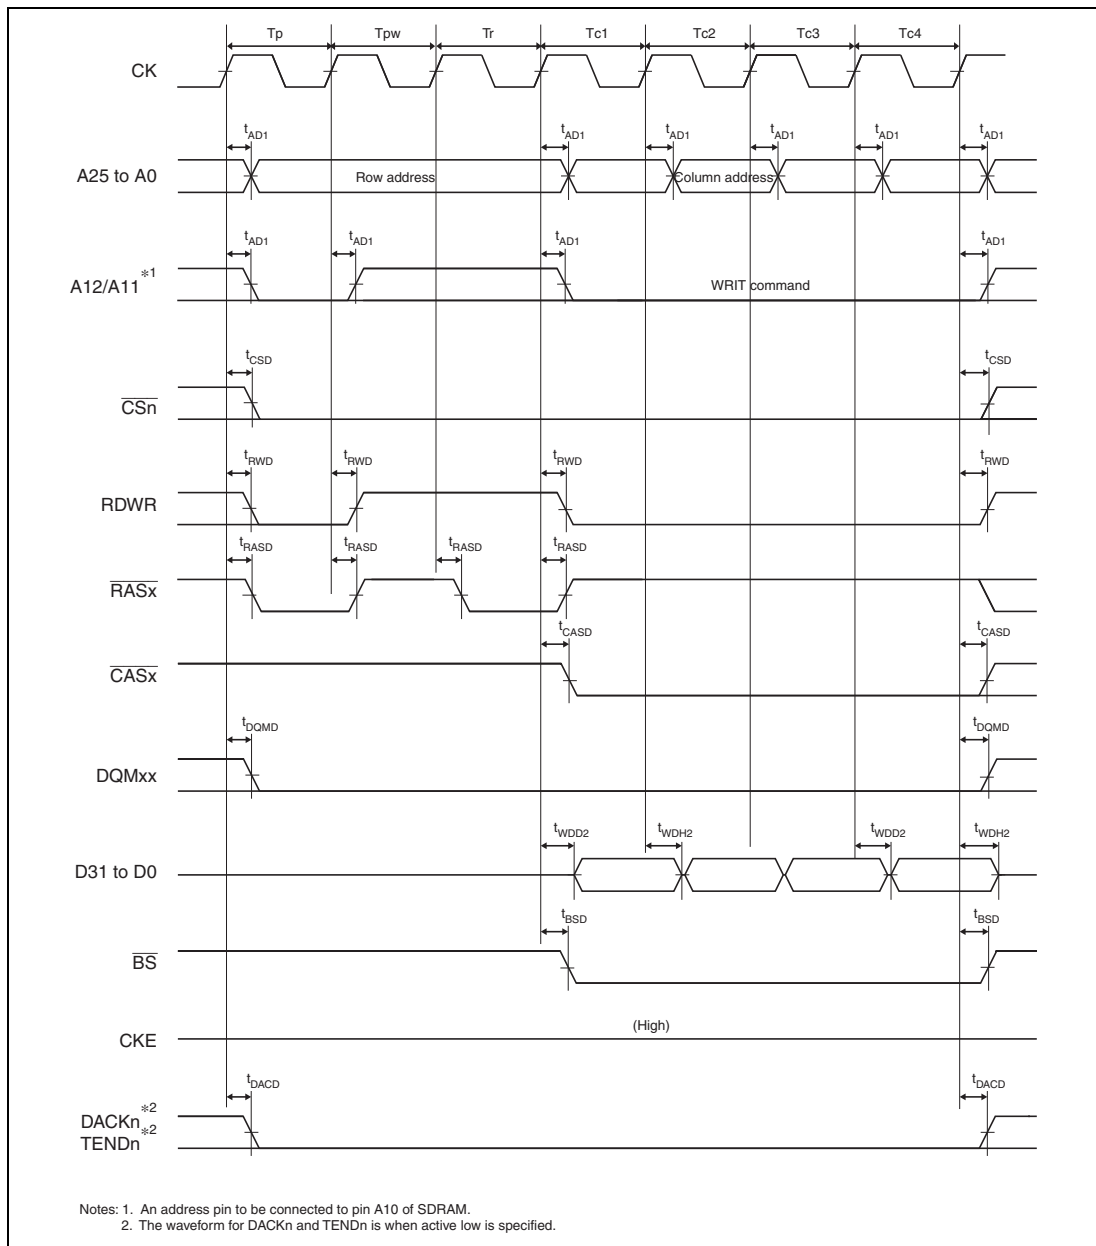 Tp Tpw Tr Tc1 Tc2 Tc3 Tc4
CK
tAD1 tAD1 tAD1 tAD1 tAD1 tAD1
A25 to A0 Row address Column address
tAD1 tAD1 tAD1 tAD1
A12/A11*1 WRIT command
tCSD tCSD
CSn
tRWD tRWD tRWD tRWD
RDWR
tRASD tRASD tRASD tRASD
RASx
tCASD tCASD
CASx
tDQMD tDQMD
DQMxx
tWDD2 tWDH2 tWDD2 tWDH2
D31 to D0
tBSD tBSD
BS
(High)
CKE
tDACD tDACD
DACKn*2
TENDn*2
Notes: 1. An address pin to be connected to pin A10 of SDRAM.
2. The waveform for DACKn and TENDn is when active low is specified.